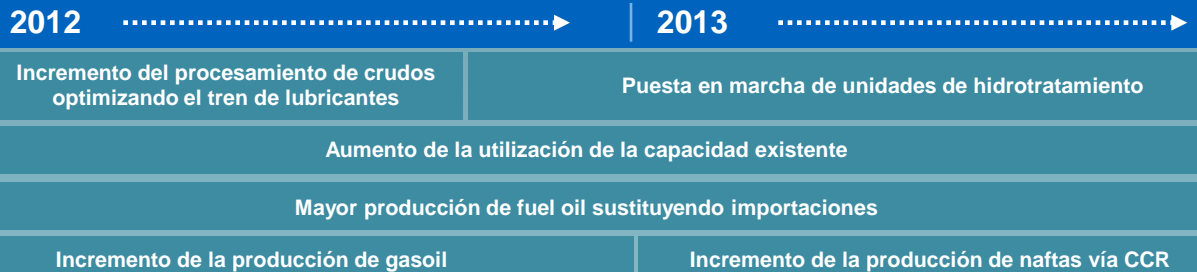 2012
2013
Incremento del procesamiento de crudos
optimizando el tren de lubricantes
Puesta en marcha de unidades de hidrotratamiento
Aumento de la utilización de la capacidad existente
Mayor producción de fuel oil sustituyendo importaciones
Incremento de la producción de gasoil
Incremento de la producción de naftas vía CCR